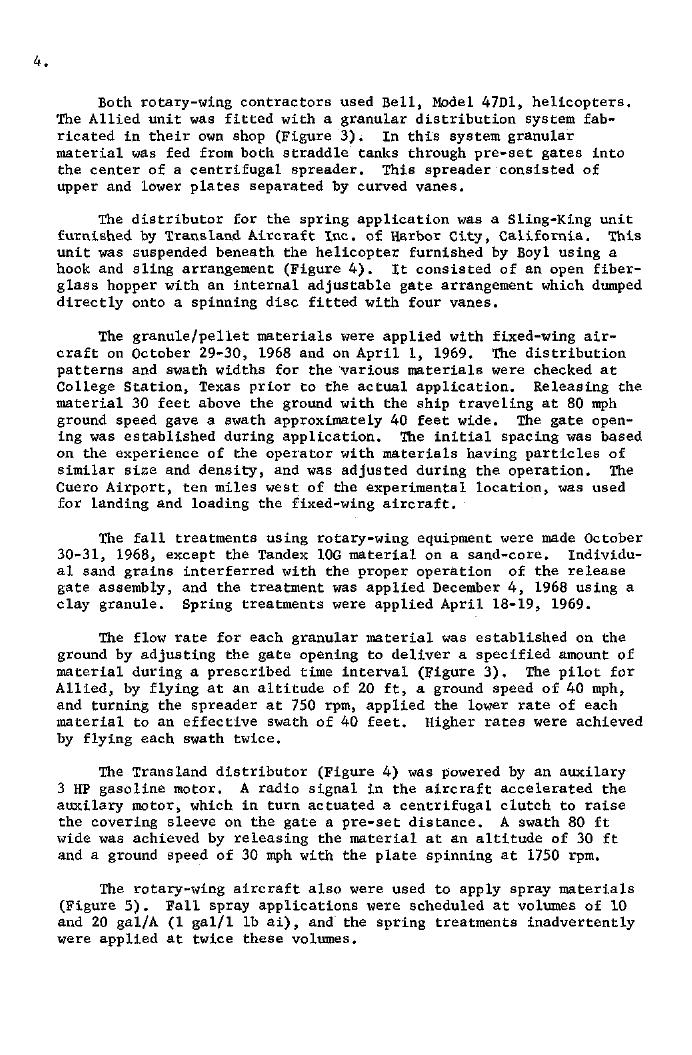 4.
Both rotary-wing contractors used Bell, Model 47D1, helicopters.
The Allied unit was fitted with a granular distribution system fab-
ricated in their own shop (Figure 3). In this system granular
material was fed from both straddle tanks through pre-set gates into
the center of a centrifugal spreader. This spreader consisted of
upper and lower plates separated by curved vanes.
The distributor for the spring application was a Sling-King unit
furnished by Transland Aircraft Inc. of Harbor City, California. This
unit was suspended beneath the helicopter furnished by Boyl using a
hook and sling arrangement (Figure 4). It consisted of an open fiber-
glass hopper with an internal adjustable gate arrangement which dumped
directly onto a spinning disc fitted with four vanes.
The granule/pellet materials were applied with fixed-wing air-
craft on October 29-30, 1968 and on April 1, 1969. The distribution
patterns and swath widths for the various materials were checked at
College Station, Texas prior to the actual application. Releasing the
material 30 feet above the ground with the ship traveling at 80 mph
ground speed gave a swath approximately 40 feet wide. The gate open-
ing was established during application. The initial spacing was based
on the experience of the operator with materials having particles of
similar size and density, and was adjusted during the operation. The
Cuero Airport, ten miles west of the experimental location, was used
for landing and loading the fixed-wing aircraft.
The fall treatments using rotary-wing equipment were made October
30-31, 1968, except the Tandex 10G material on a sand-core. Individu-
al sand grains interferred with the proper operation of the release
gate assembly, and the treatment was applied December 4, 1968 using a
clay granule. Spring treatments were applied April 18-19, 1969.
The flow rate for each granular material was established on the
ground by adjusting the gate opening to deliver a specified amount of
material during a prescribed time interval (Figure 3). The pilot for
Allied, by flying at an altitude of 20 ft, a ground speed of 40 mph,
and turning the spreader at 750 rpm, applied the lower rate of each
material to an effective swath of 40 feet. Higher rates were achieved
by flying each swath twice.
The Transland distributor (Figure 4) was powered by an auxilary
3 HP gasoline motor. A radio signal in the aircraft accelerated the
auxilary motor, which in turn actuated a centrifugal clutch to raise
the covering sleeve on the gate a pre-set distance. A swath 80 ft
wide was achieved by releasing the material at an altitude of 30 ft
and a ground speed of 30 mph with the plate spinning at 1750 rpm.
The rotary-wing aircraft also were used to apply spray materials
(Figure 5). Fall spray applications were scheduled at volumes of 10
and 20 gal/A (1 gal/1 lb ai), and the spring treatments inadvertently
were applied at twice these volumes.